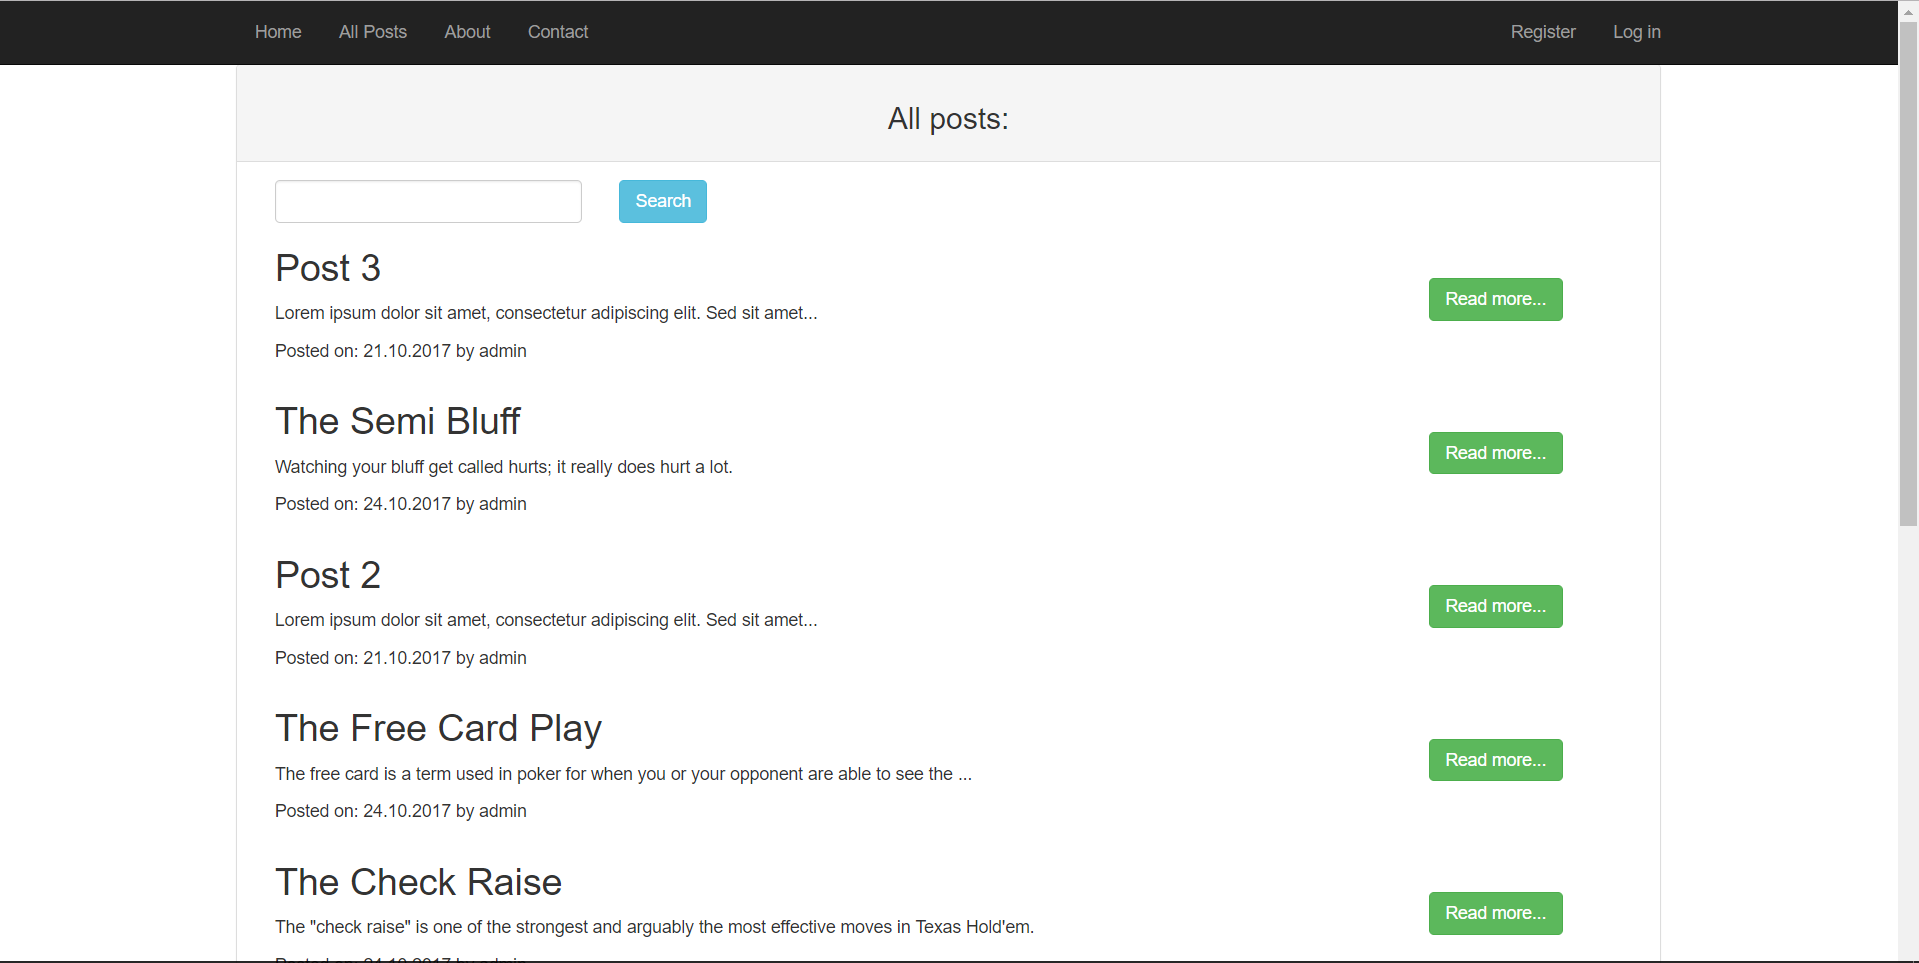 Home All Posts About Contact Register Log in
All posts:
Search
Post 3
Lorem ipsum dolor sit amet, consectetur adipiscing elit. Sed sit amet...
Read more...
Posted on: 21.10.2017 by admin
The Semi Bluff
Watching your bluff get called hurts; it really does hurt a lot.
Read more...
Posted on: 24.10.2017 by admin
Post 2
Lorem ipsum dolor sit amet, consectetur adipiscing elit. Sed sit amet...
Read more...
Posted on: 21.10.2017 by admin
The Free Card Play
The free card is a term used in poker for when you or your opponent are able to see the ...
Read more...
Posted on: 24.10.2017 by admin
The Check Raise
Read more...
The "check raise" is one of the strongest and arguably the most effective moves in Texas Hold'em.